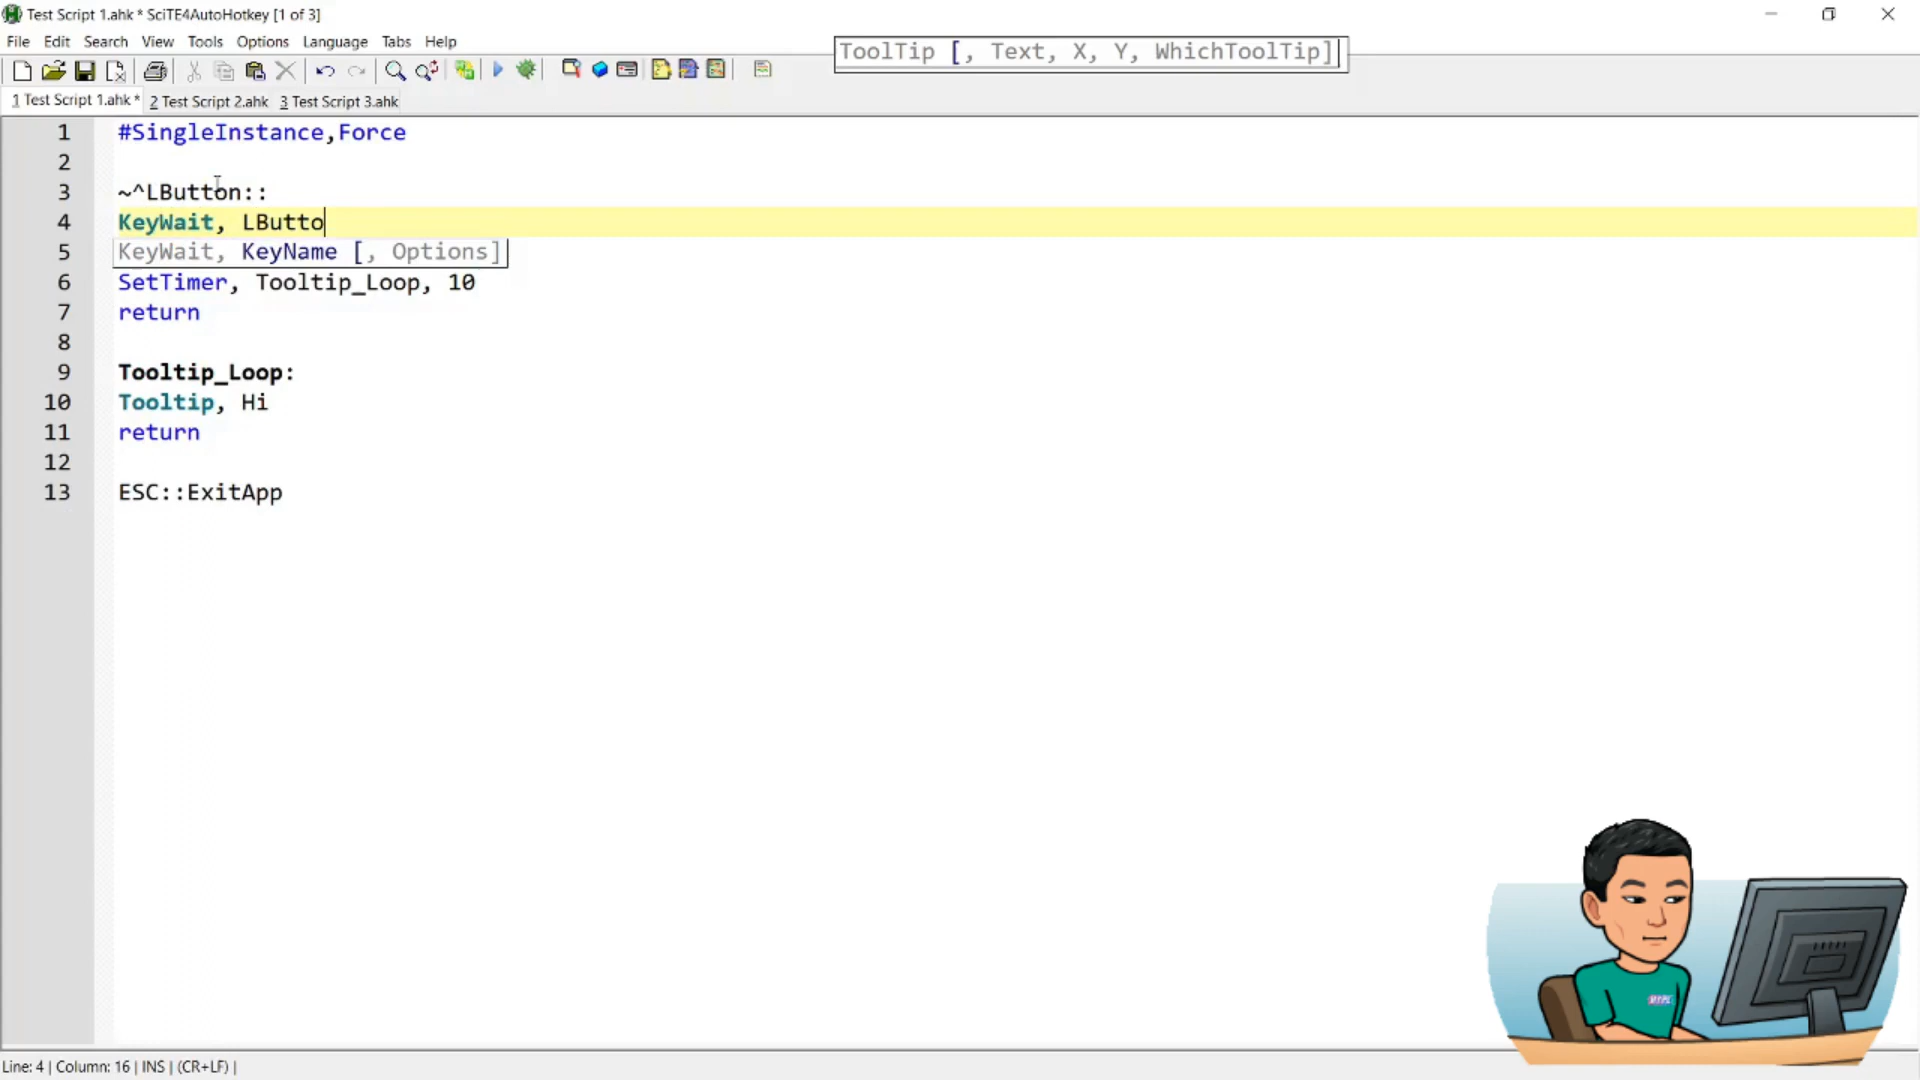 Test Script 1.ahk * SciTE4AutoHotkey [1 of 3]
File Edit Search View Tools Options Language Tabs Help
ToolTip [, Text, X, Y, WhichToolTip]
1 Test Script 1.ahk * 2 Test Script 2.ahk 3 Test Script 3.ahk
1 #SingleInstance,Force
2
3 ~^LButton::
4 KeyWait, LButto
5 KeyWait, KeyName [, Options]
6 SetTimer, Tooltip_Loop, 10
7 return
8
9 Tooltip_Loop:
10 Tooltip, Hi
11 return
12
13 ESC::ExitApp
Line: 4 | Column: 16 | INS | (CR+LF) |